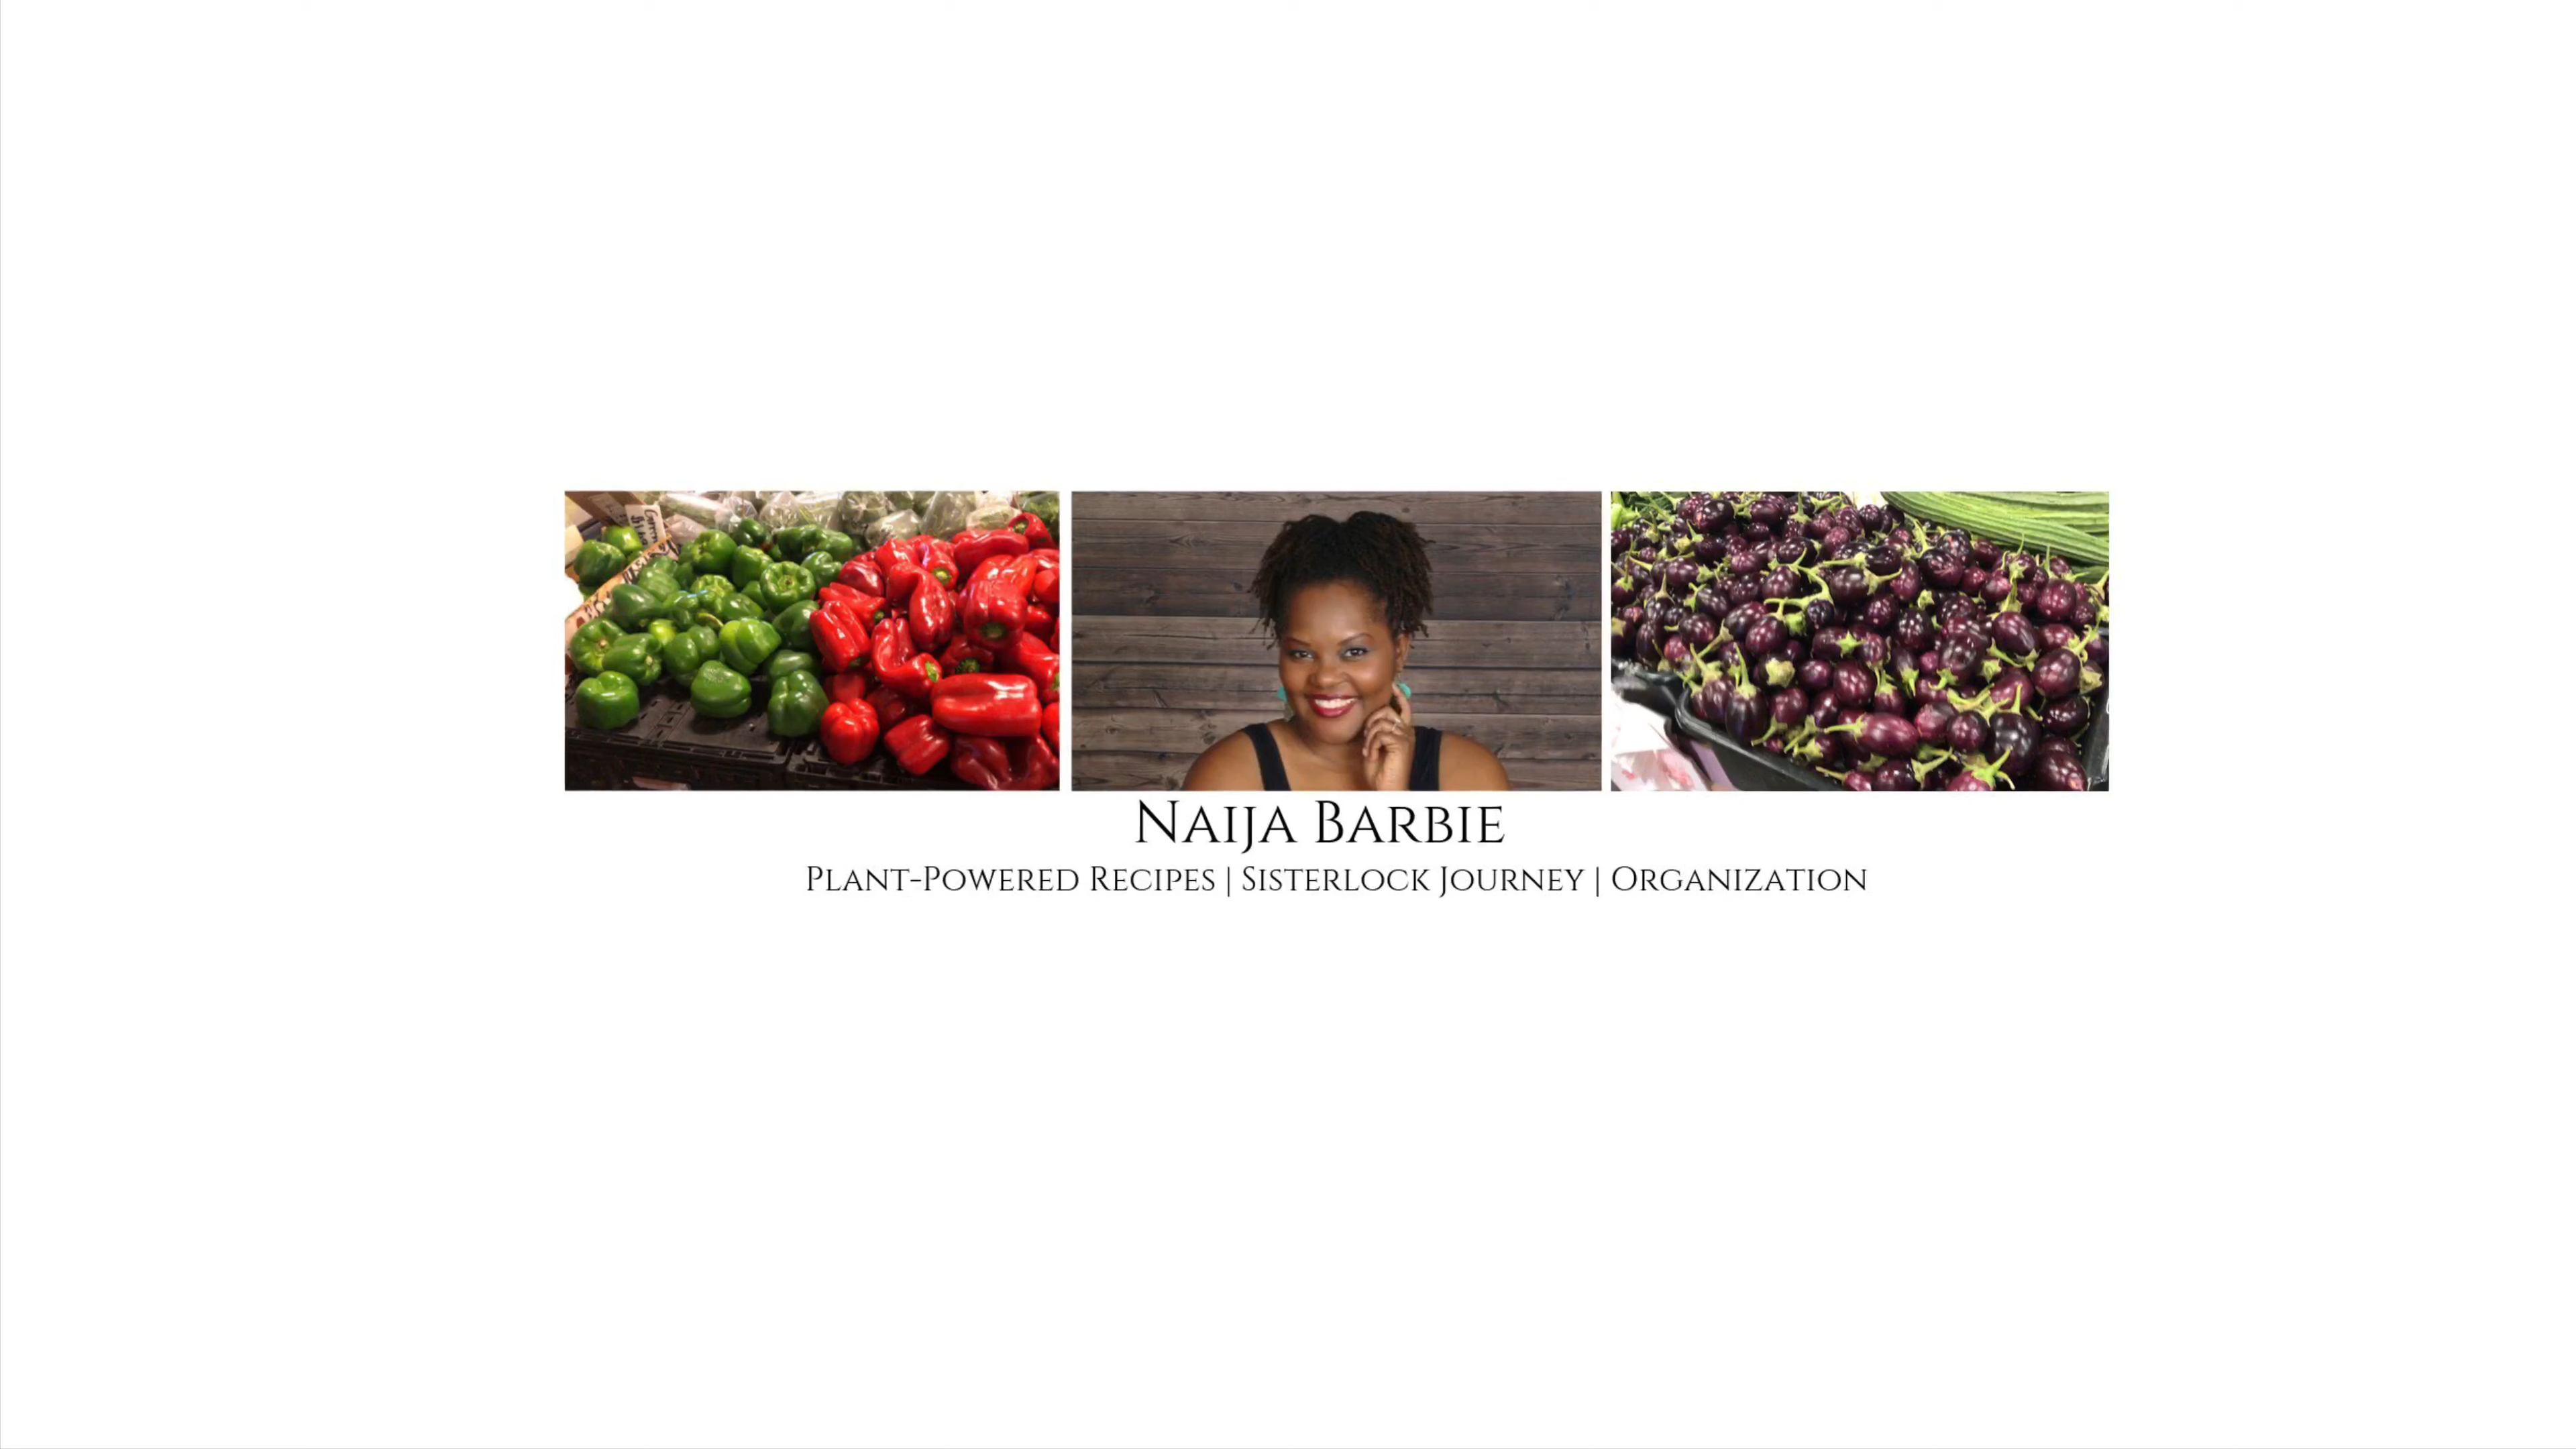 Naija Barbie
Plant-Powered Recipes | Sisterlock Journey | Organization